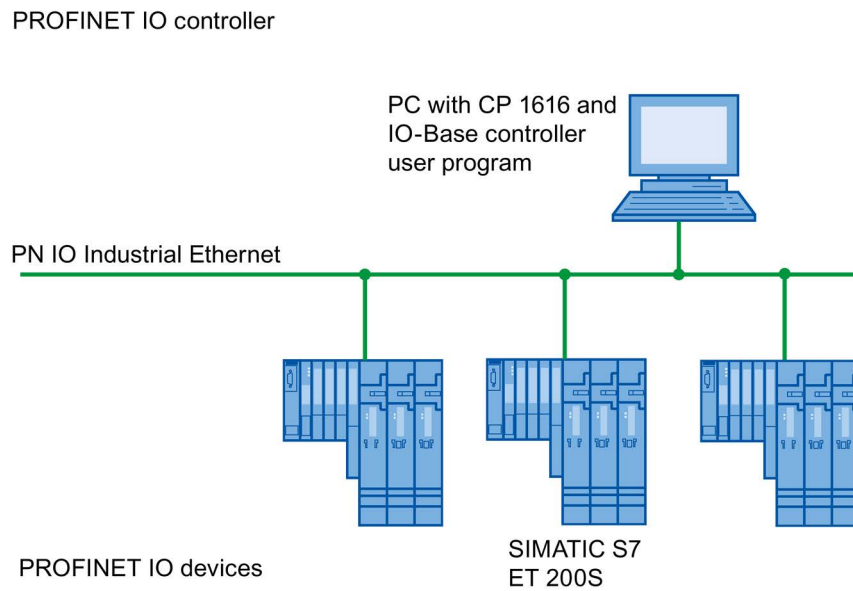 PROFINET IO controller
PC with CP 1616 and
IO-Base controller
user program
PN IO Industrial Ethernet
SIMATIC S7
ET 200S
PROFINET IO devices